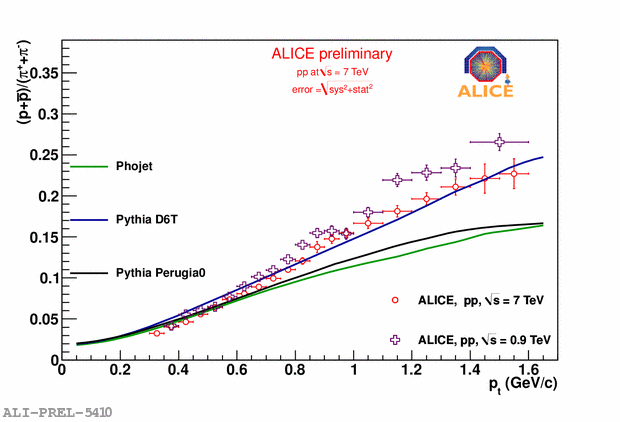 ALICE preliminary
pp at √s = 7 TeV
error = √sys²+stat²
ALICE
(p+p̅)/(π⁺+π⁻)
0.35
0.3
0.25
0.2
0.15
0.1
0.05
0
Phojet
Pythia D6T
Pythia Perugia0
ALICE, pp, √s = 7 TeV
ALICE, pp, √s = 0.9 TeV
0 0.2 0.4 0.6 0.8 1 1.2 1.4 1.6
pₜ (GeV/c)
ALI-PREL-5410